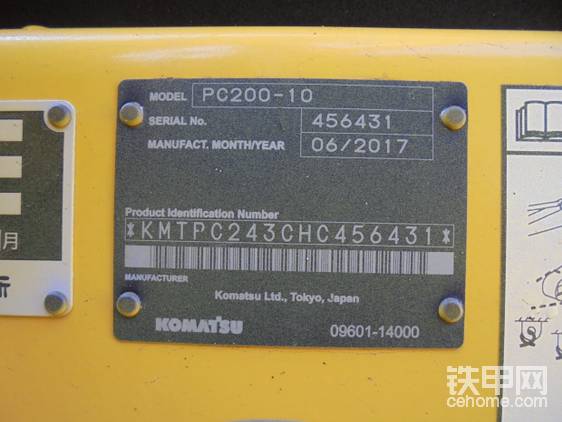 MODEL PC200-10
SERIAL No. 456431
MANUFACT. MONTH/YEAR 06/2017
Product Identification Number
*KMTPC243CHC456431*
MANUFACTURER
Komatsu Ltd., Tokyo, Japan
KOMATSU 09601-14000
月
铁甲网
cehome.com